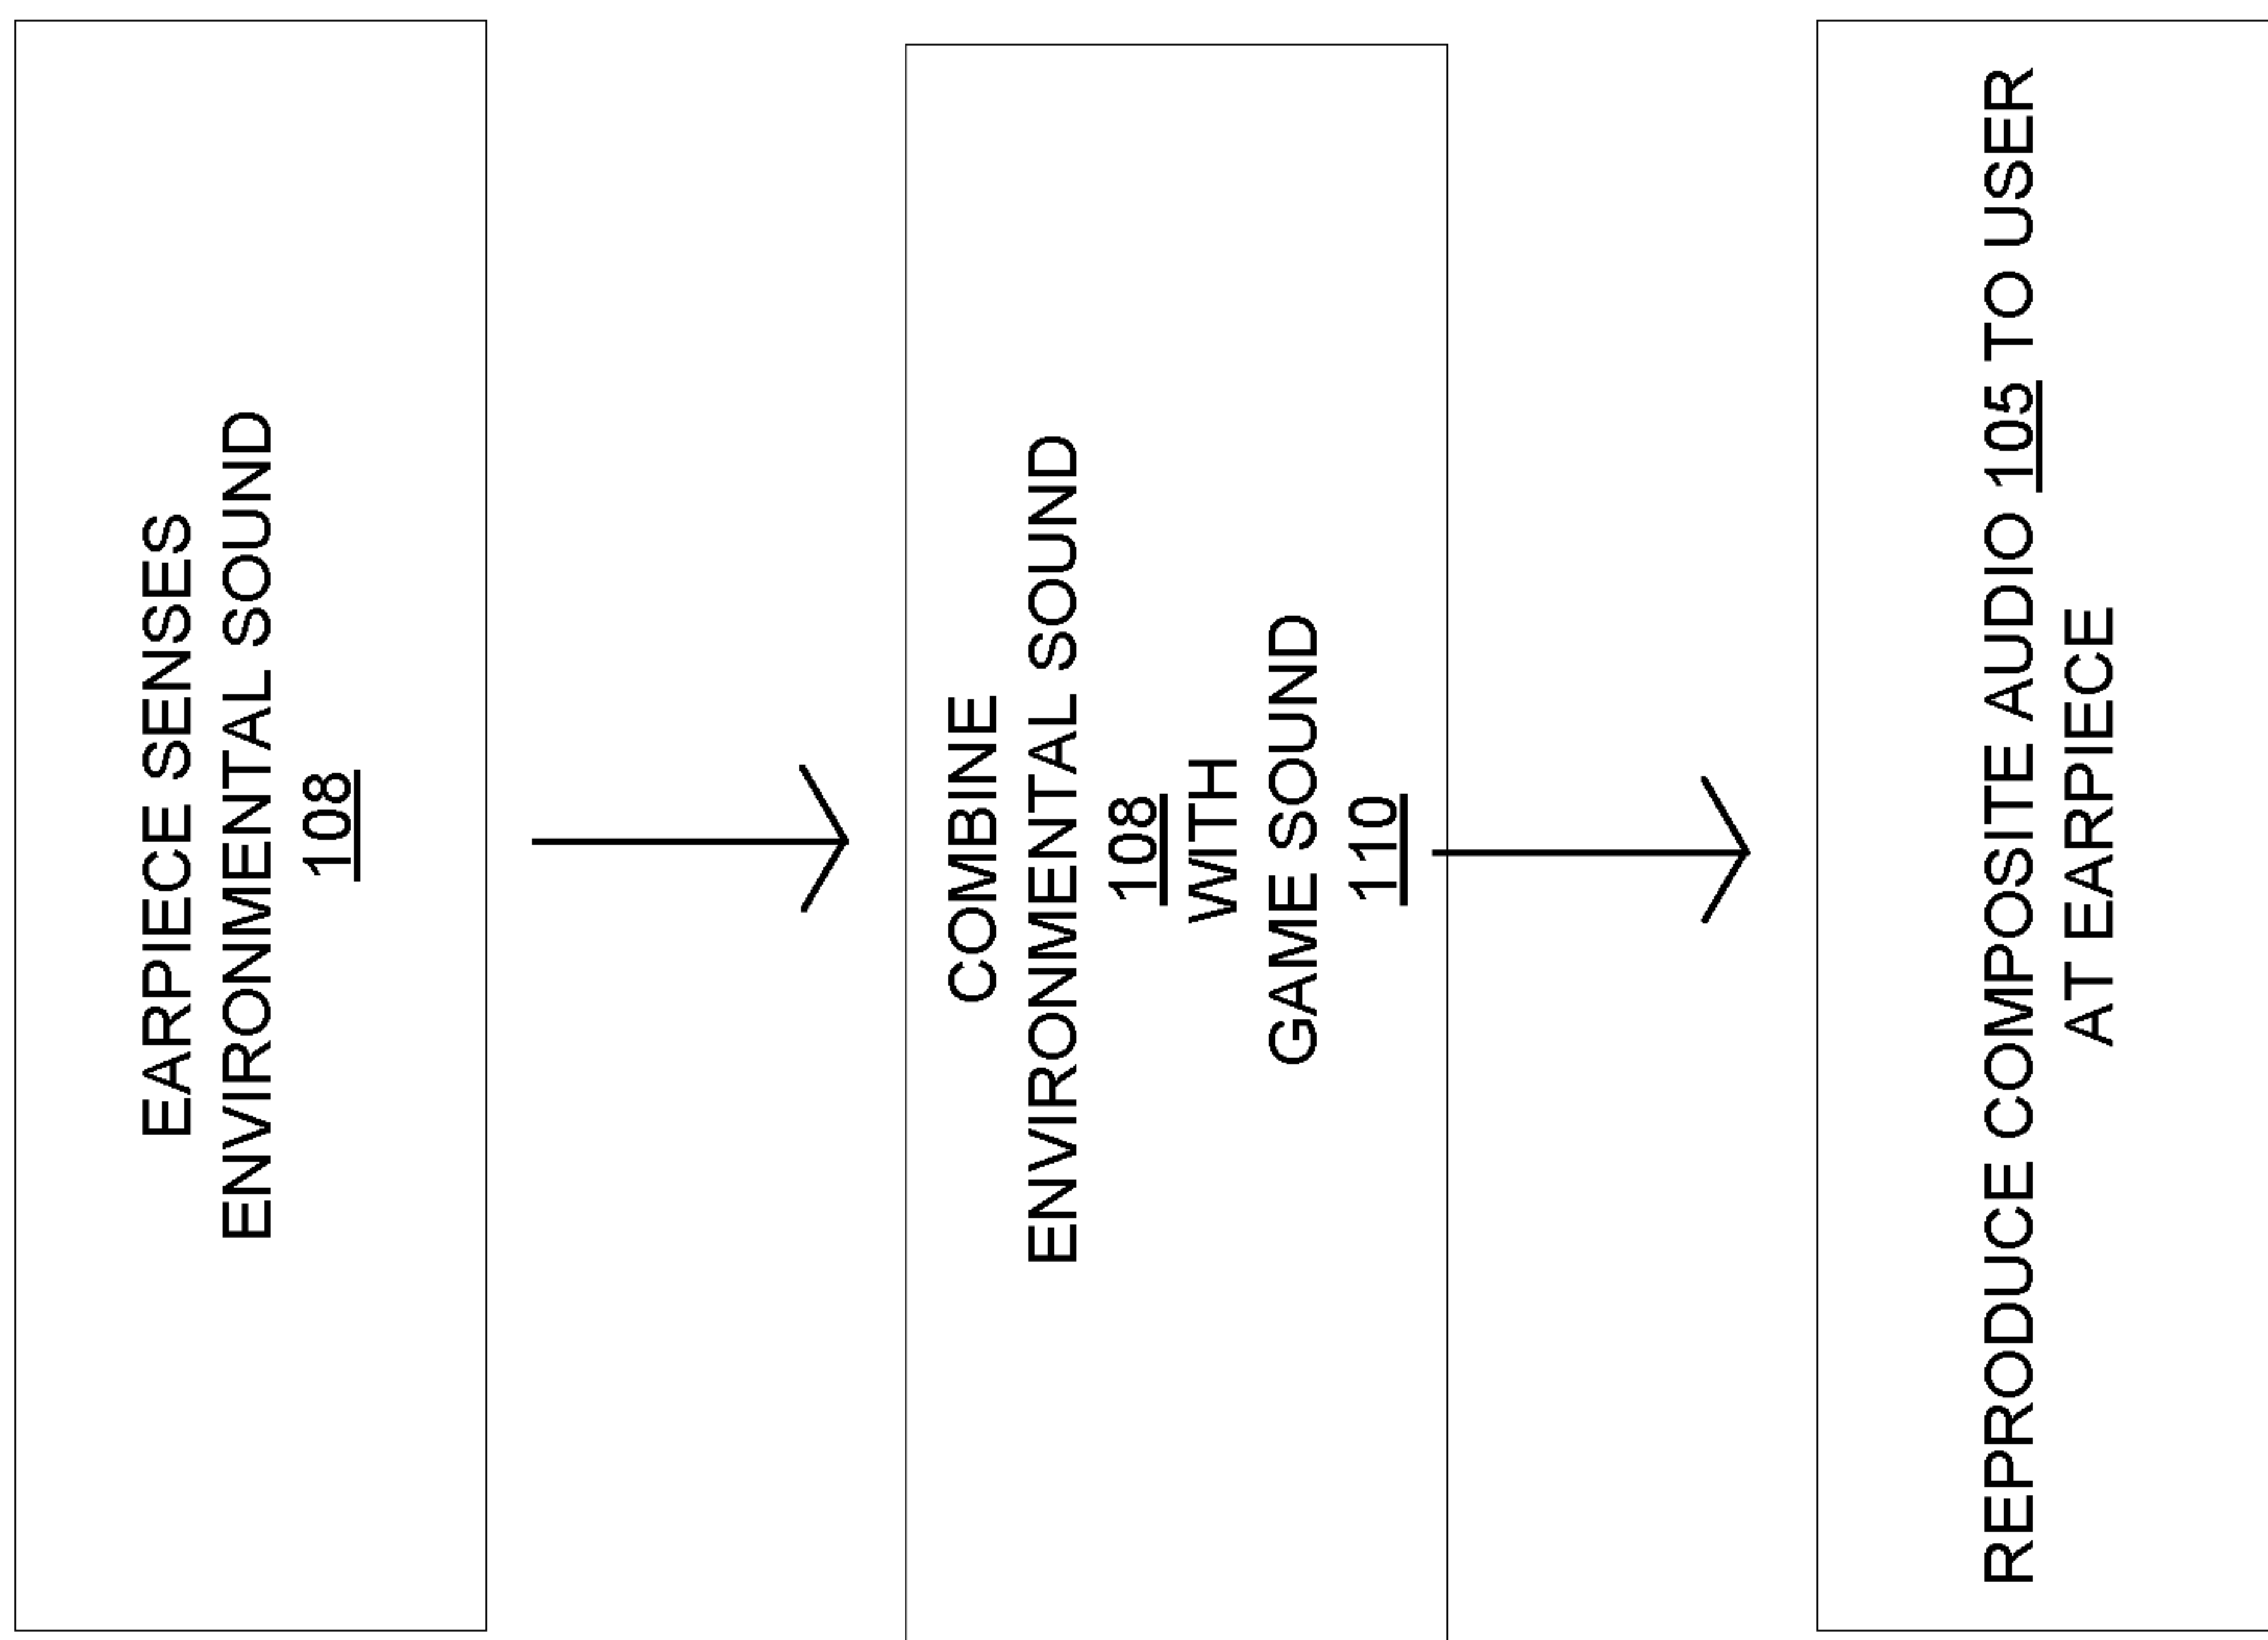 EARPIECE SENSES
ENVIRONMENTAL SOUND
108
COMBINE
ENVIRONMENTAL SOUND
108
WITH
GAME SOUND
110
REPRODUCE COMPOSITE AUDIO 105 TO USER
AT EARPIECE